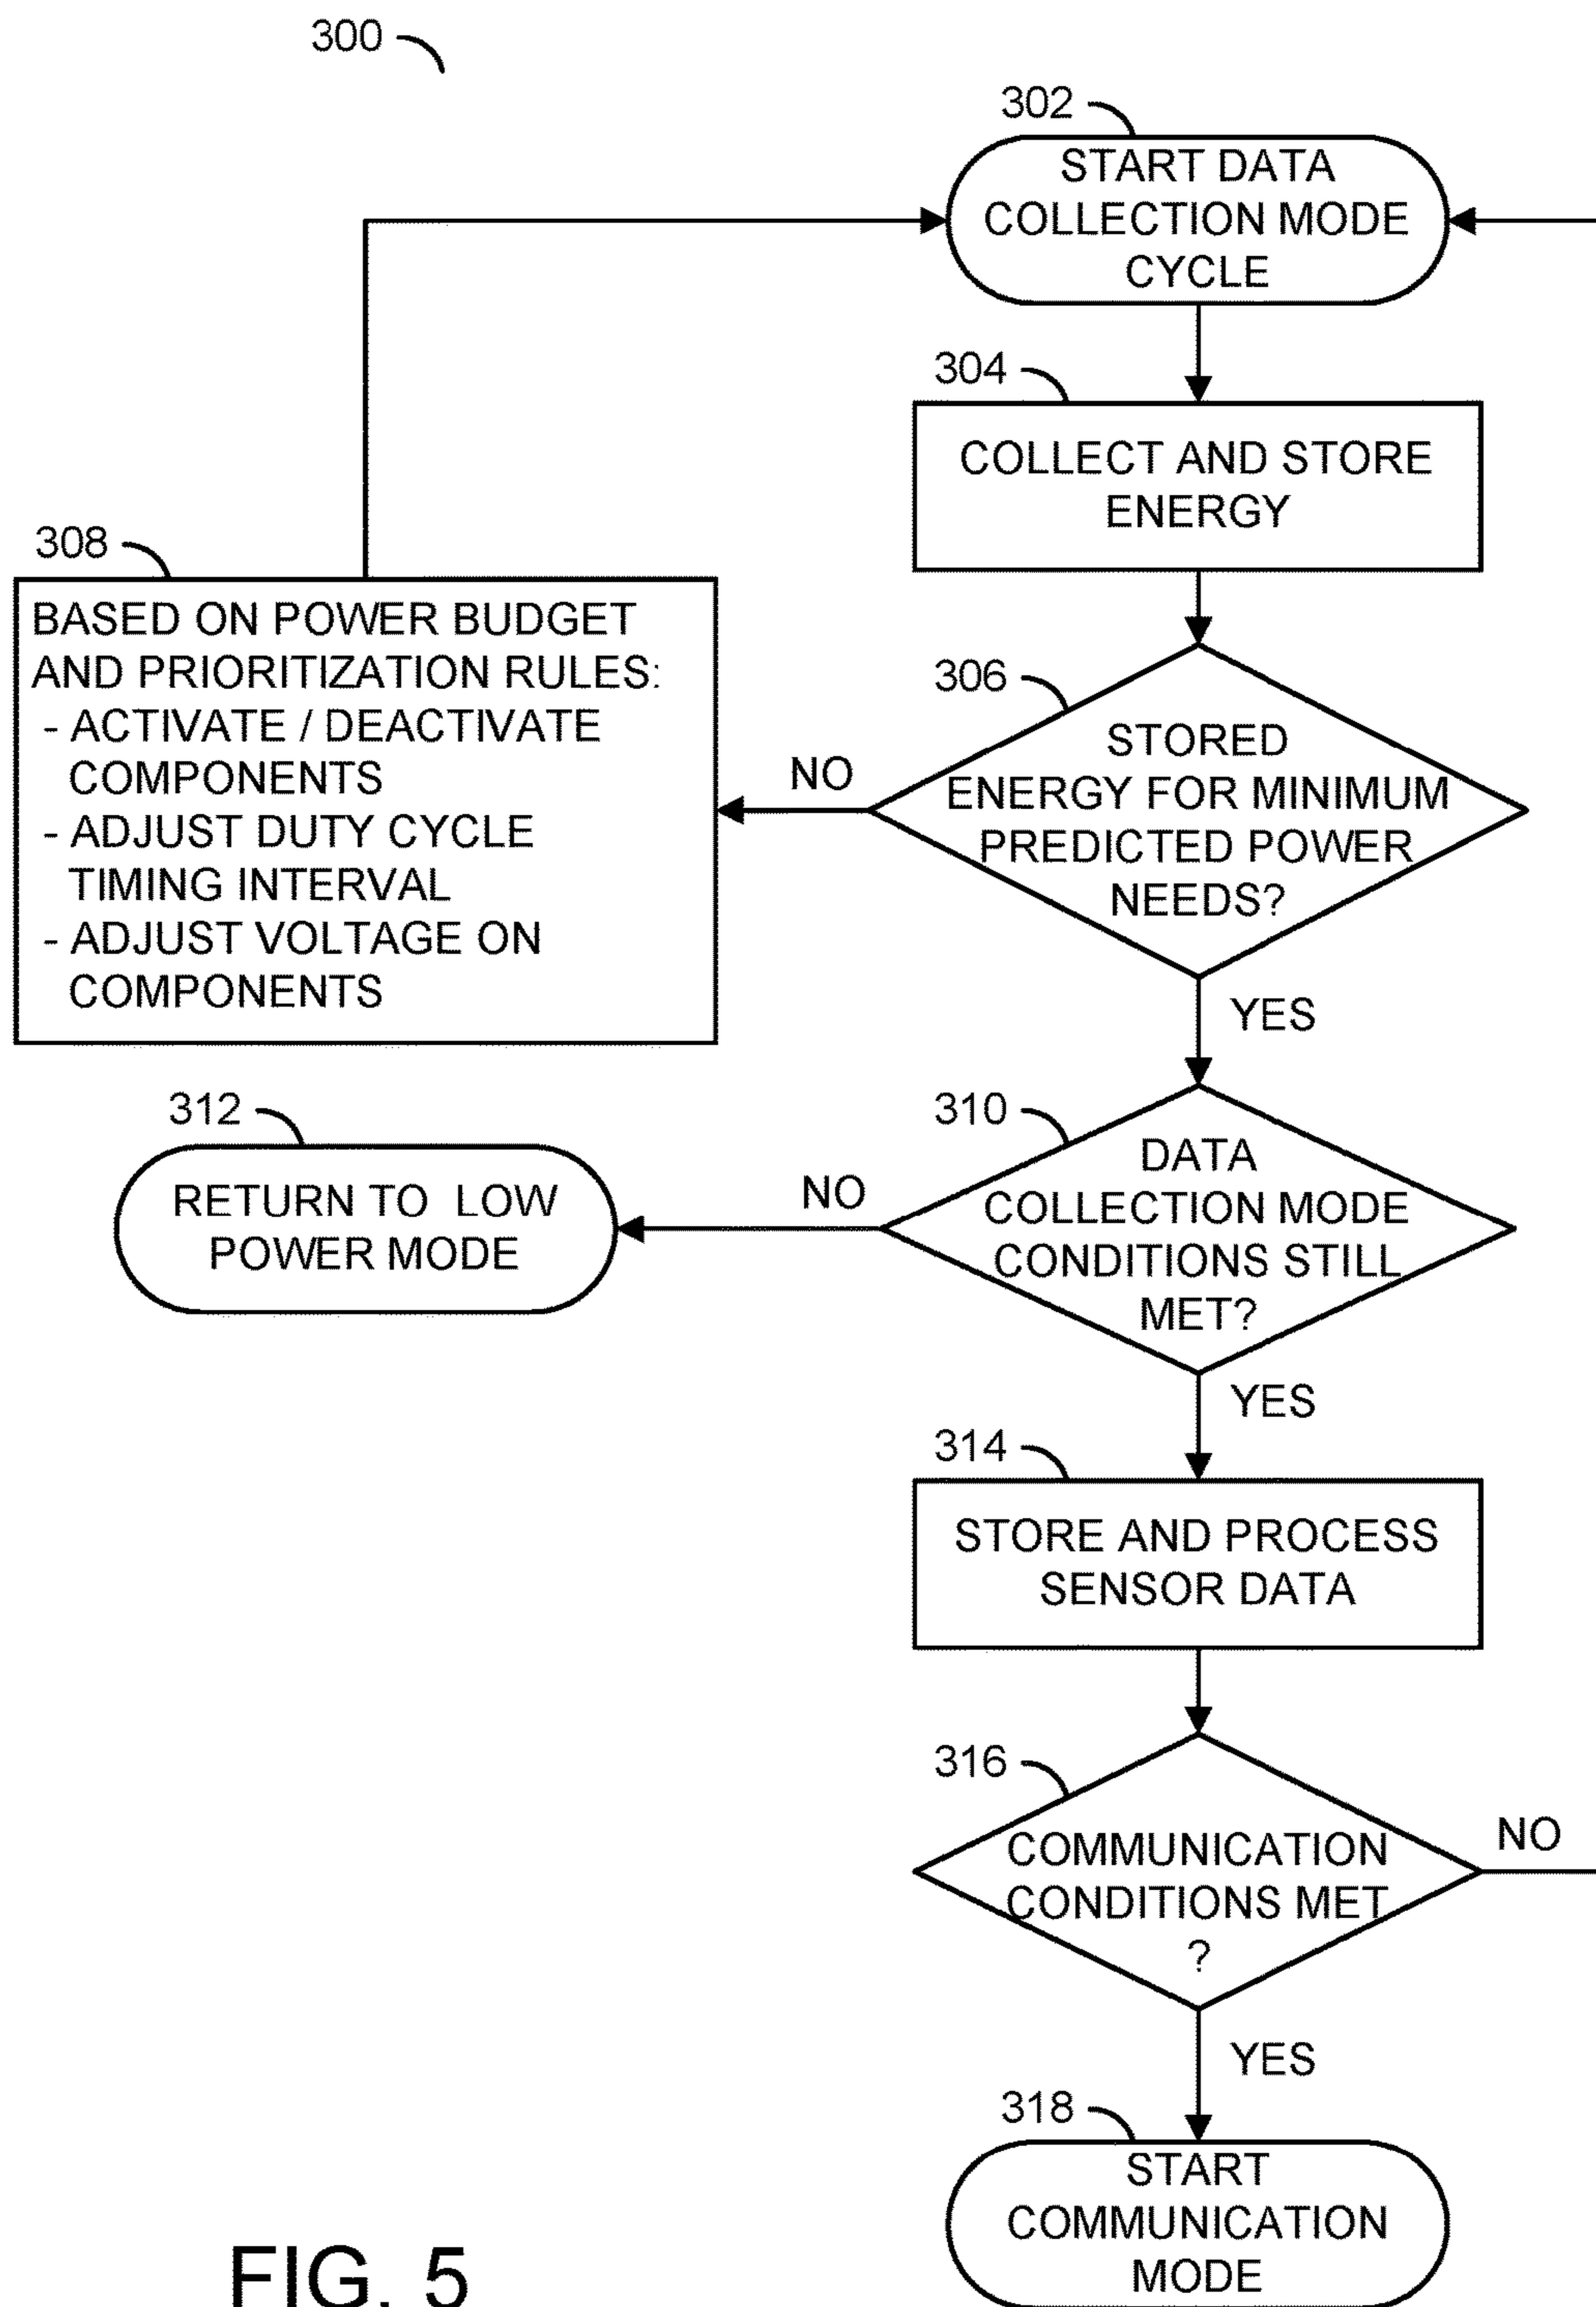 300
302
START DATA
COLLECTION MODE
CYCLE
304
COLLECT AND STORE
ENERGY
308
BASED ON POWER BUDGET
AND PRIORITIZATION RULES:
- ACTIVATE / DEACTIVATE
COMPONENTS
- ADJUST DUTY CYCLE
TIMING INTERVAL
- ADJUST VOLTAGE ON
COMPONENTS
306
STORED
ENERGY FOR MINIMUM
PREDICTED POWER
NEEDS?
NO
YES
310
DATA
COLLECTION MODE
CONDITIONS STILL
MET?
NO
312
RETURN TO LOW
POWER MODE
YES
314
STORE AND PROCESS
SENSOR DATA
316
COMMUNICATION
CONDITIONS MET
?
NO
YES
318
START
COMMUNICATION
MODE
FIG. 5